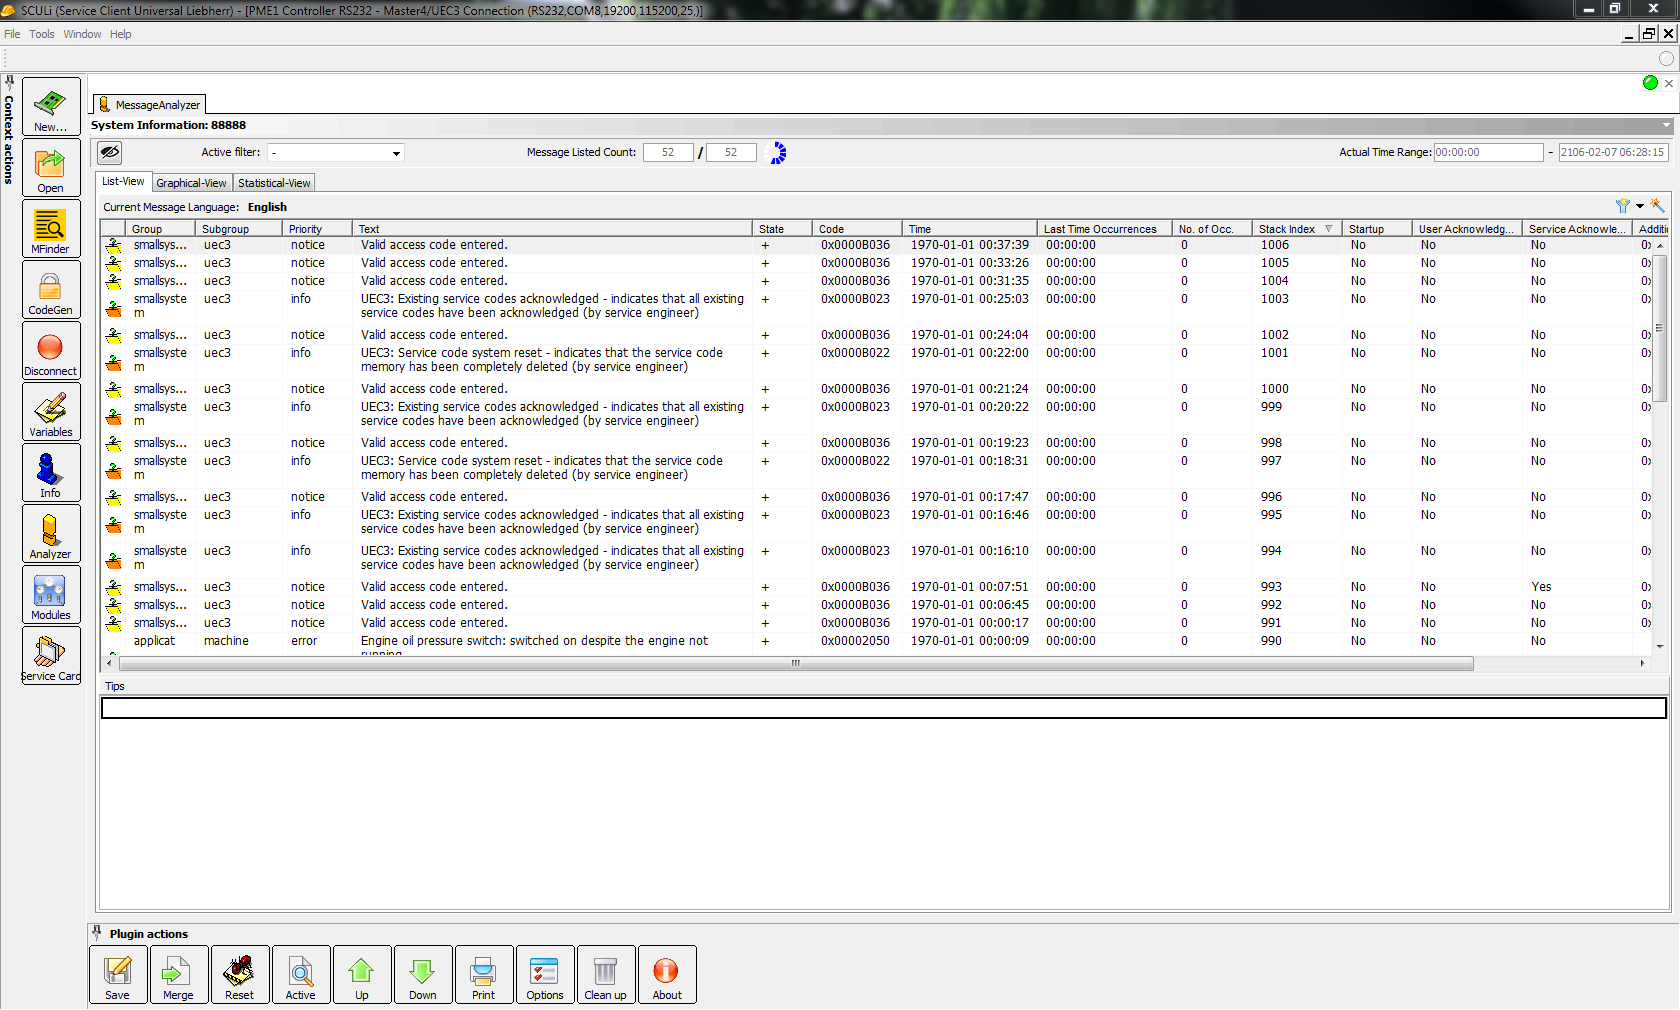 SCULi (Service Client Universal Liebherr) - [PME1 Controller RS232 - Master4/UEC3 Connection (RS232,COM8,19200,115200,25,)]
File Tools Window Help
Context actions
New...
Open
MFinder
CodeGen
Disconnect
Variables
Info
Analyzer
Modules
Service Card
MessageAnalyzer
System Information: 88888
Active filter: - Message Listed Count: 52 / 52 Actual Time Range: 00:00:00 - 2106-02-07 06:28:15
List-View Graphical-View Statistical-View
Current Message Language: English
Group Subgroup Priority Text State Code Time Last Time Occurrences No. of Occ. Stack Index Startup User Acknowledg... Service Acknowle... Additi
smallsys... uec3 notice Valid access code entered. + 0x0000B036 1970-01-01 00:37:39 00:00:00 0 1006 No No No 0x
smallsys... uec3 notice Valid access code entered. + 0x0000B036 1970-01-01 00:33:26 00:00:00 0 1005 No No No 0x
smallsys... uec3 notice Valid access code entered. + 0x0000B036 1970-01-01 00:31:35 00:00:00 0 1004 No No No 0x
smallsyste uec3 info UEC3: Existing service codes acknowledged - indicates that all existing + 0x0000B023 1970-01-01 00:25:03 00:00:00 0 1003 No No No 0x
m service codes have been acknowledged (by service engineer)
smallsys... uec3 notice Valid access code entered. + 0x0000B036 1970-01-01 00:24:04 00:00:00 0 1002 No No No 0x
smallsyste uec3 info UEC3: Service code system reset - indicates that the service code + 0x0000B022 1970-01-01 00:22:00 00:00:00 0 1001 No No No 0x
m memory has been completely deleted (by service engineer)
smallsys... uec3 notice Valid access code entered. + 0x0000B036 1970-01-01 00:21:24 00:00:00 0 1000 No No No 0x
smallsyste uec3 info UEC3: Existing service codes acknowledged - indicates that all existing + 0x0000B023 1970-01-01 00:20:22 00:00:00 0 999 No No No 0x
m service codes have been acknowledged (by service engineer)
smallsys... uec3 notice Valid access code entered. + 0x0000B036 1970-01-01 00:19:23 00:00:00 0 998 No No No 0x
smallsyste uec3 info UEC3: Service code system reset - indicates that the service code + 0x0000B022 1970-01-01 00:18:31 00:00:00 0 997 No No No 0x
m memory has been completely deleted (by service engineer)
smallsys... uec3 notice Valid access code entered. + 0x0000B036 1970-01-01 00:17:47 00:00:00 0 996 No No No 0x
smallsyste uec3 info UEC3: Existing service codes acknowledged - indicates that all existing + 0x0000B023 1970-01-01 00:16:46 00:00:00 0 995 No No No 0x
m service codes have been acknowledged (by service engineer)
smallsyste uec3 info UEC3: Existing service codes acknowledged - indicates that all existing + 0x0000B023 1970-01-01 00:16:10 00:00:00 0 994 No No No 0x
m service codes have been acknowledged (by service engineer)
smallsys... uec3 notice Valid access code entered. + 0x0000B036 1970-01-01 00:07:51 00:00:00 0 993 No No Yes 0x
smallsys... uec3 notice Valid access code entered. + 0x0000B036 1970-01-01 00:06:45 00:00:00 0 992 No No No 0x
smallsys... uec3 notice Valid access code entered. + 0x0000B036 1970-01-01 00:00:17 00:00:00 0 991 No No No 0x
applicat machine error Engine oil pressure switch: switched on despite the engine not + 0x00002050 1970-01-01 00:00:09 00:00:00 0 990 No No No 0x
running
Tips
Plugin actions
Save Merge Reset Active Up Down Print Options Clean up About